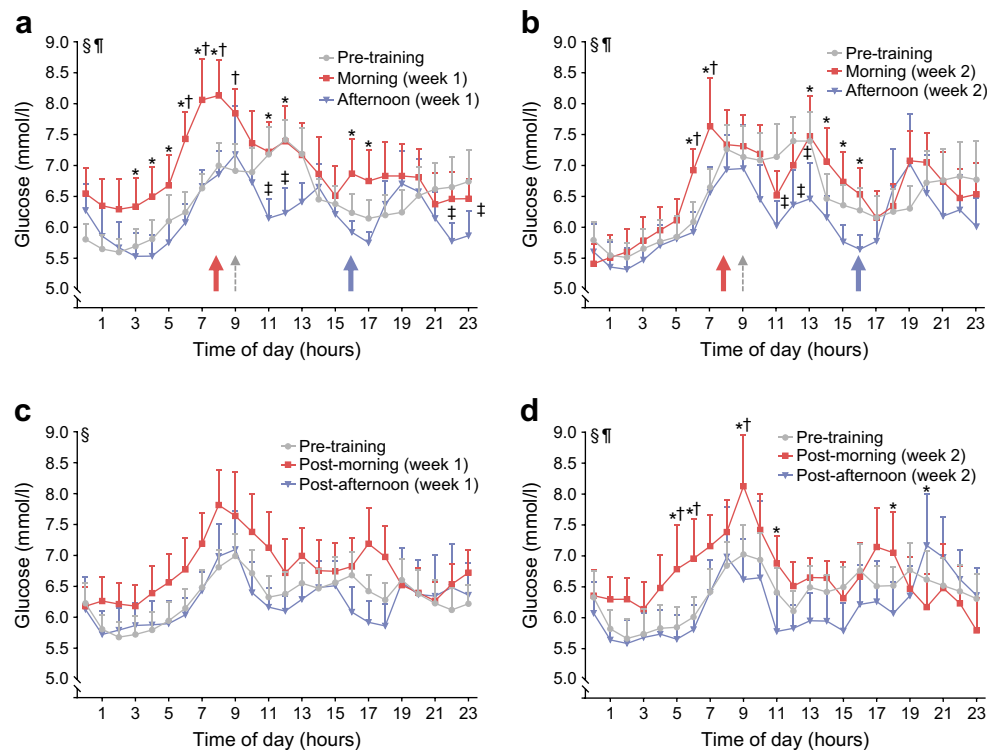 a
§ ¶
Pre-training
Morning (week 1)
Afternoon (week 1)
Glucose (mmol/l)
9.0
8.5
8.0
7.5
7.0
6.5
6.0
5.5
5.0
* * * *† *† *† † * * * *
‡ ‡ ‡ ‡
1 3 5 7 9 11 13 15 17 19 21 23
Time of day (hours)
b
§ ¶
Pre-training
Morning (week 2)
Afternoon (week 2)
Glucose (mmol/l)
9.0
8.5
8.0
7.5
7.0
6.5
6.0
5.5
5.0
*† *† * * * *
‡ ‡ ‡
1 3 5 7 9 11 13 15 17 19 21 23
Time of day (hours)
c
§
Pre-training
Post-morning (week 1)
Post-afternoon (week 1)
Glucose (mmol/l)
9.0
8.5
8.0
7.5
7.0
6.5
6.0
5.5
5.0
1 3 5 7 9 11 13 15 17 19 21 23
Time of day (hours)
d
§ ¶
Pre-training
Post-morning (week 2)
Post-afternoon (week 2)
Glucose (mmol/l)
9.0
8.5
8.0
7.5
7.0
6.5
6.0
5.5
5.0
*† *† *† * * *
1 3 5 7 9 11 13 15 17 19 21 23
Time of day (hours)